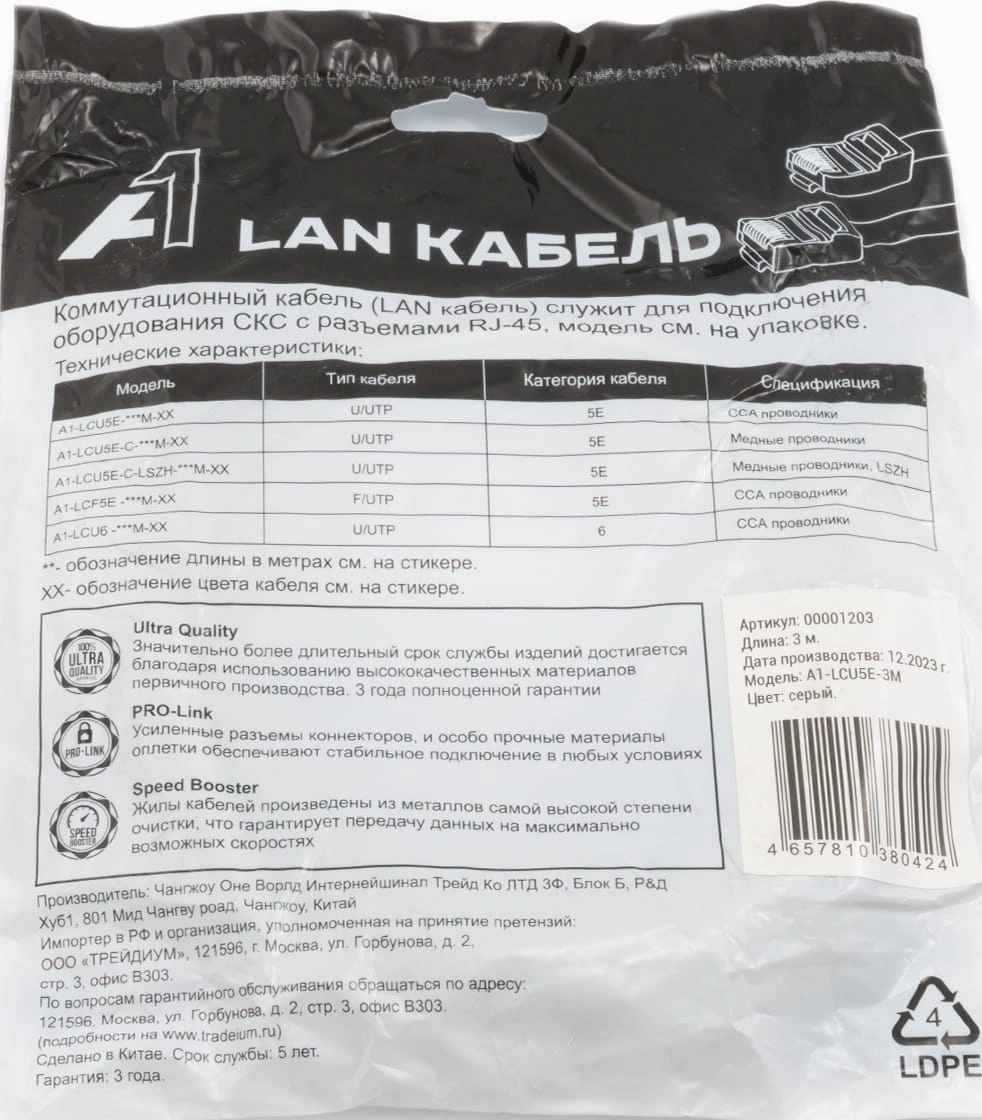 A1 LAN КАБЕЛЬ
Коммутационный кабель (LAN кабель) служит для подключения
оборудования СКС с разъемами RJ-45, модель см. на упаковке.
Технические характеристики:
Модель Тип кабеля Категория кабеля Спецификация
A1-LCU5E-***M-XX U/UTP 5E CCA проводники
A1-LCU5E-C-***M-XX U/UTP 5E Медные проводники
A1-LCU5E-C-LSZH-***M-XX U/UTP 5E Медные проводники, LSZH
A1-LCF5E -***M-XX F/UTP 5E CCA проводники
A1-LCU6 -***M-XX U/UTP 6 CCA проводники
**- обозначение длины в метрах см. на стикере.
XX- обозначение цвета кабеля см. на стикере.
100%
ULTRA
QUALITY
Ultra Quality
Значительно более длительный срок службы изделий достигается
благодаря использованию высококачественных материалов
первичного производства. 3 года полноценной гарантии
PRO-LINK
PRO-Link
Усиленные разъемы коннекторов, и особо прочные материалы
оплетки обеспечивают стабильное подключение в любых условиях
SPEED
BOOSTER
Speed Booster
Жилы кабелей произведены из металлов самой высокой степени
очистки, что гарантирует передачу данных на максимально
возможных скоростях
Артикул: 00001203
Длина: 3 м.
Дата производства: 12.2023 г.
Модель: A1-LCU5E-3M
Цвет: серый.
4 657810 380424
Производитель: Чангжоу Оне Ворлд Интернейшинал Трейд Ко ЛТД 3Ф, Блок Б, Р&Д
Хуб1, 801 Мид Чангву роад, Чангжоу, Китай
Импортер в РФ и организация, уполномоченная на принятие претензий:
ООО «ТРЕЙДИУМ», 121596, г. Москва, ул. Горбунова, д. 2,
стр. 3, офис В303.
По вопросам гарантийного обслуживания обращаться по адресу:
121596, Москва, ул. Горбунова, д. 2, стр. 3, офис В303.
(подробности на www.tradeium.ru)
Сделано в Китае. Срок службы: 5 лет.
Гарантия: 3 года.
4
LDPE